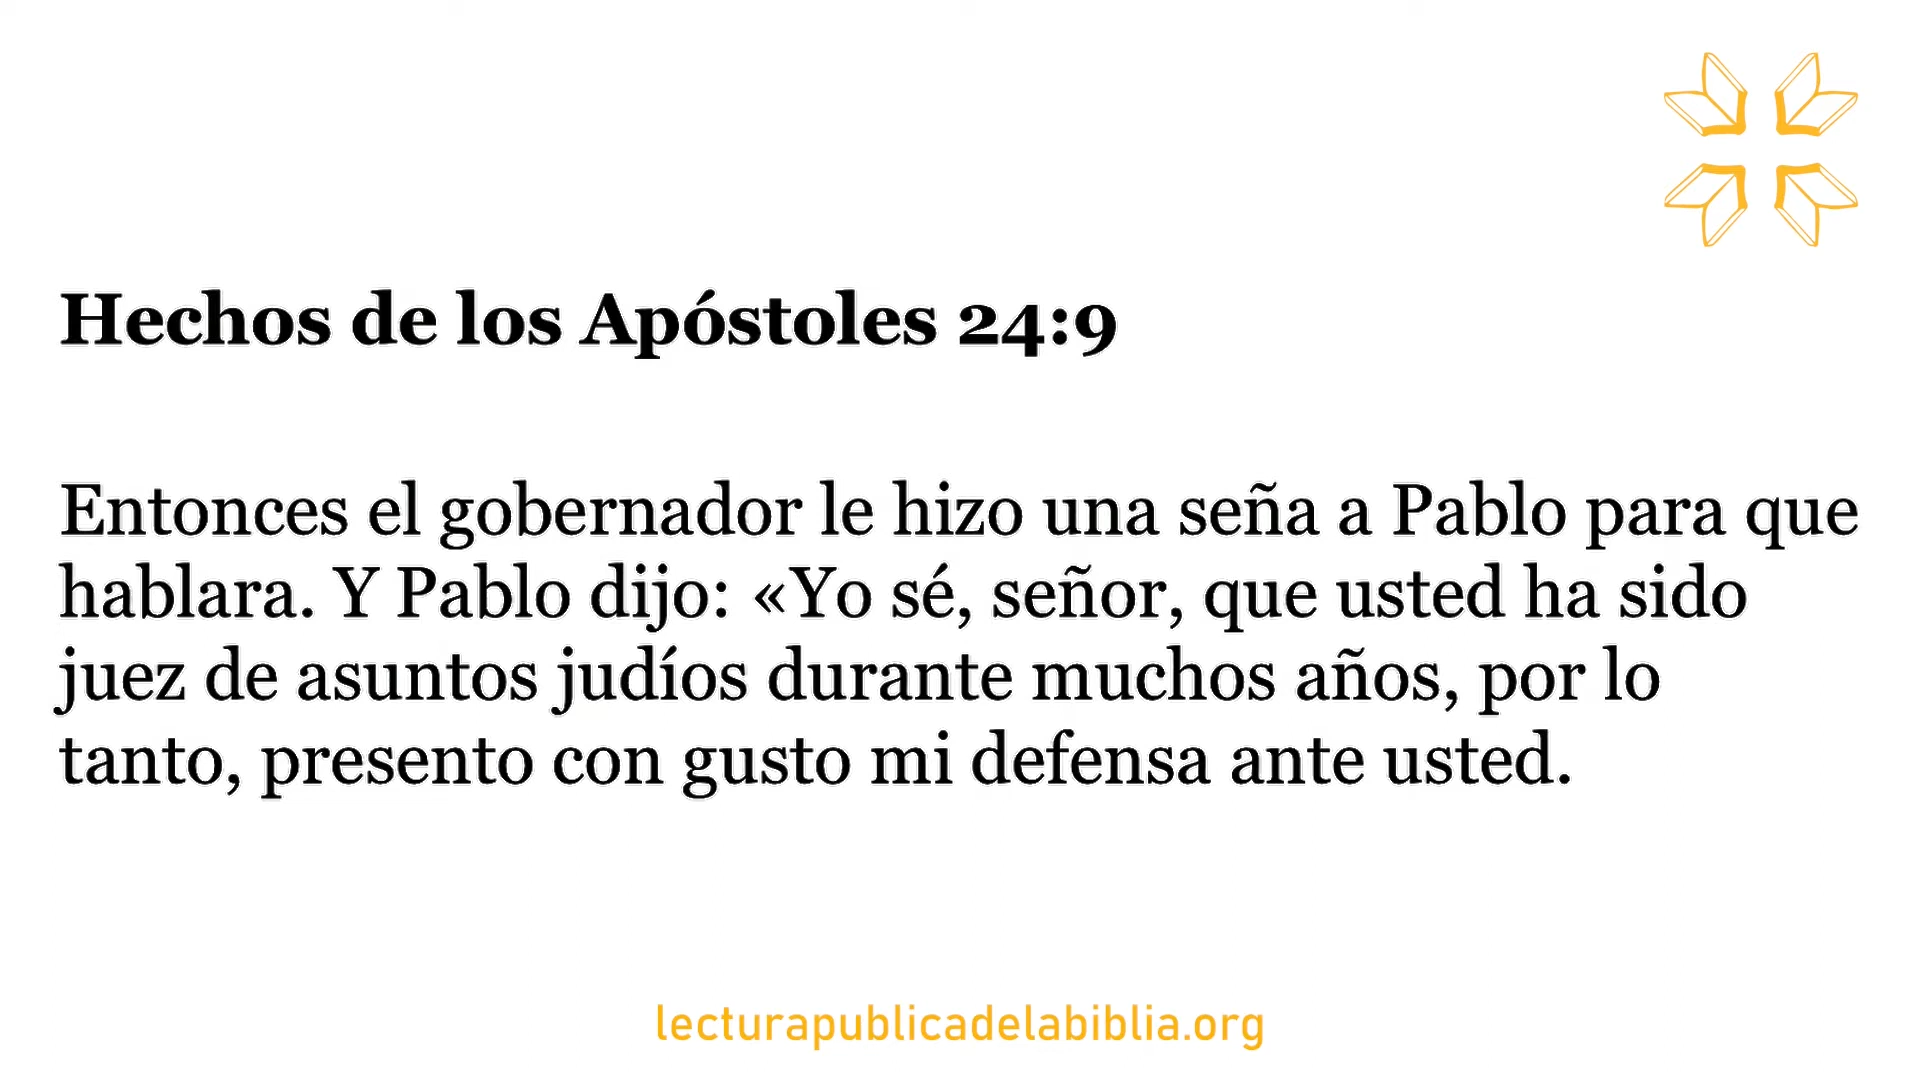 Hechos de los Apóstoles 24:9
Entonces el gobernador le hizo una seña a Pablo para que
hablara. Y Pablo dijo: «Yo sé, señor, que usted ha sido
juez de asuntos judíos durante muchos años, por lo
tanto, presento con gusto mi defensa ante usted.
lecturapublicadelabiblia.org